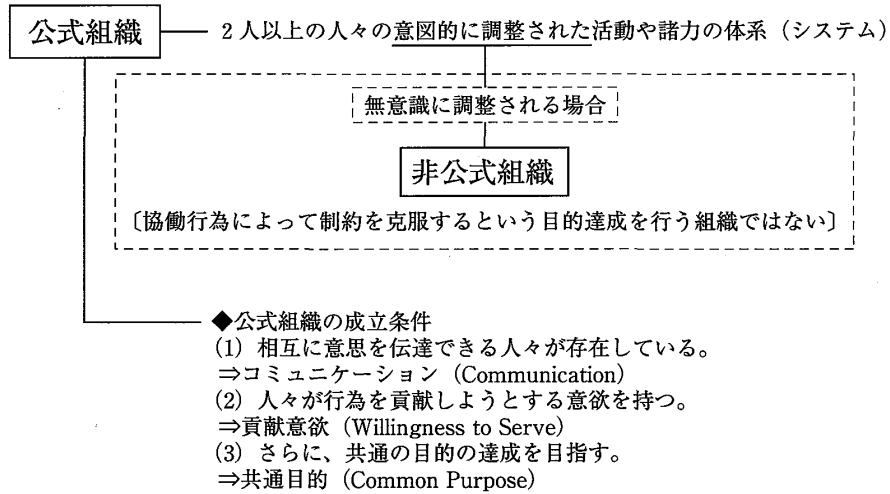 公式組織 2人以上の人々の意図的に調整された活動や諸力の体系（システム）
無意識に調整される場合
非公式組織
〔協働行為によって制約を克服するという目的達成を行う組織ではない〕
◆公式組織の成立条件
(1) 相互に意思を伝達できる人々が存在している。
⇒コミュニケーション（Communication）
(2) 人々が行為を貢献しようとする意欲を持つ。
⇒貢献意欲（Willingness to Serve）
(3) さらに、共通の目的の達成を目指す。
⇒共通目的（Common Purpose）